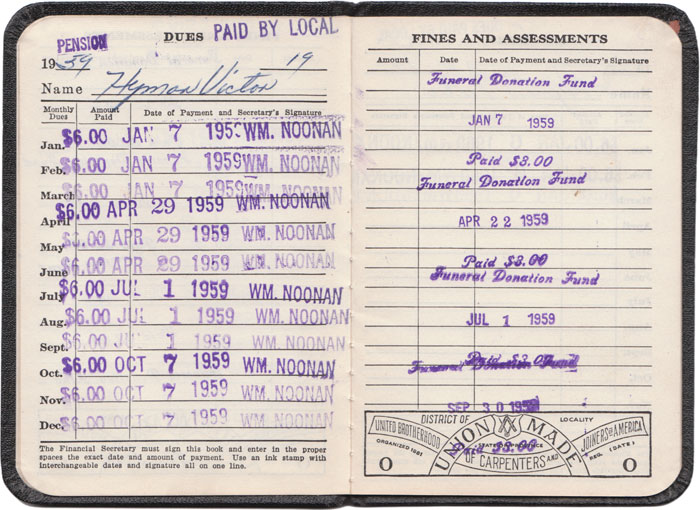 PENSION DUES PAID BY LOCAL
1959 19
Name Hyman Victor
Monthly Dues Amount Paid Date of Payment and Secretary's Signature
Jan. $6.00 JAN 7 1959 WM. NOONAN
Feb. $6.00 JAN 7 1959 WM. NOONAN
March $6.00 JAN 7 1959 WM. NOONAN
April $6.00 APR 29 1959 WM. NOONAN
May $6.00 APR 29 1959 WM. NOONAN
June $6.00 APR 29 1959 WM. NOONAN
July $6.00 JUL 1 1959 WM. NOONAN
Aug. $6.00 JUL 1 1959 WM. NOONAN
Sept. $6.00 JUL 1 1959 WM. NOONAN
Oct. $6.00 OCT 7 1959 WM. NOONAN
Nov. $6.00 OCT 7 1959 WM. NOONAN
Dec. $6.00 OCT 7 1959 WM. NOONAN
The Financial Secretary must sign this book and enter in the proper
spaces the exact date and amount of payment. Use an ink stamp with
interchangeable dates and signature all on one line.
FINES AND ASSESSMENTS
Amount Date Date of Payment and Secretary's Signature
Funeral Donation Fund
JAN 7 1959
Paid $3.00
Funeral Donation Fund
APR 22 1959
Paid $3.00
Funeral Donation Fund
JUL 1 1959
Paid $3.00
Funeral Donation Fund
SEP 30 1959
Paid $3.00
DISTRICT OF LOCALITY
UNITED BROTHERHOOD UNION MADE JOINERS OF AMERICA
ORGANIZED 1881 REG. (DATE)
OF CARPENTERS AND
O O